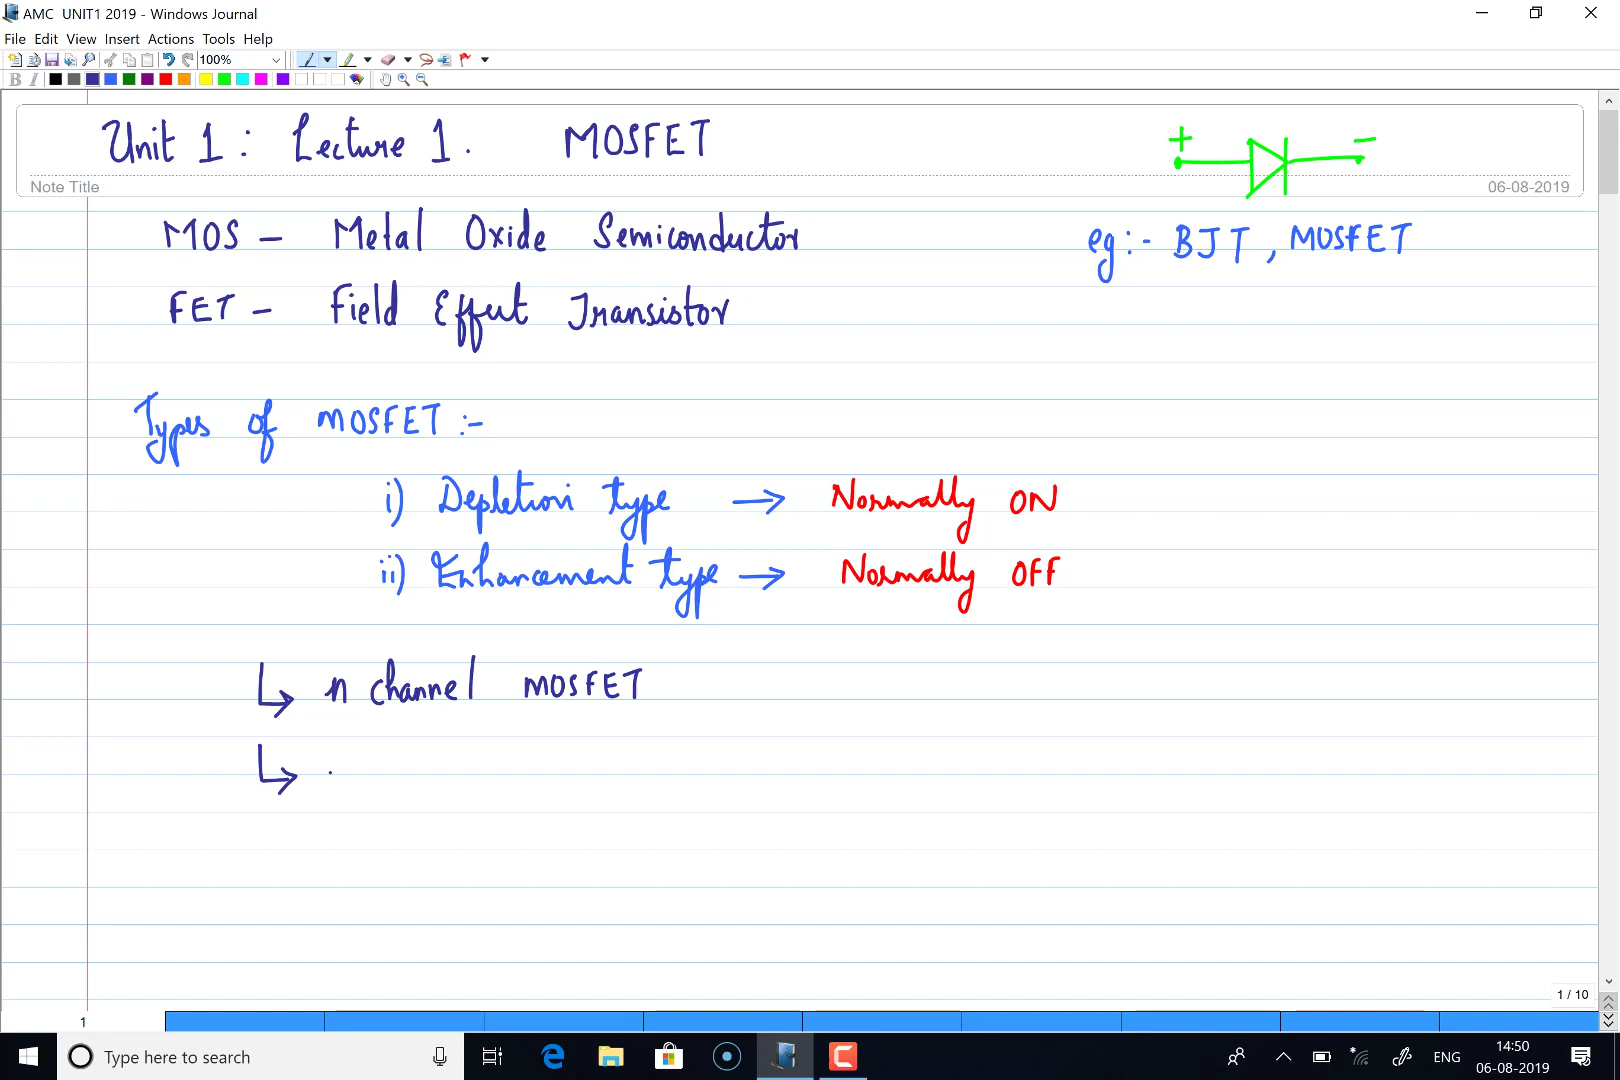 AMC UNIT1 2019 - Windows Journal
File Edit View Insert Actions Tools Help
100%
B I
Unit 1 : Lecture 1. MOSFET
+ -
Note Title
06-08-2019
MOS - Metal Oxide Semiconductor
eg:- BJT, MOSFET
FET - Field Effect Transistor
Types of MOSFET :-
i) Depletion type → Normally ON
ii) Enhancement type → Normally OFF
↳ n channel MOSFET
↳
1 / 10
1
Type here to search
ENG
14:50
06-08-2019